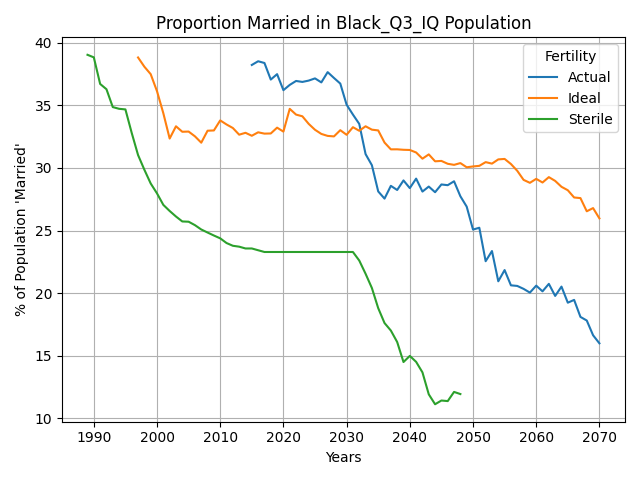 Proportion Married in Black_Q3_IQ Population
% of Population 'Married'
40
35
30
25
20
15
10
Fertility
Actual
Ideal
Sterile
1990 2000 2010 2020 2030 2040 2050 2060 2070
Years